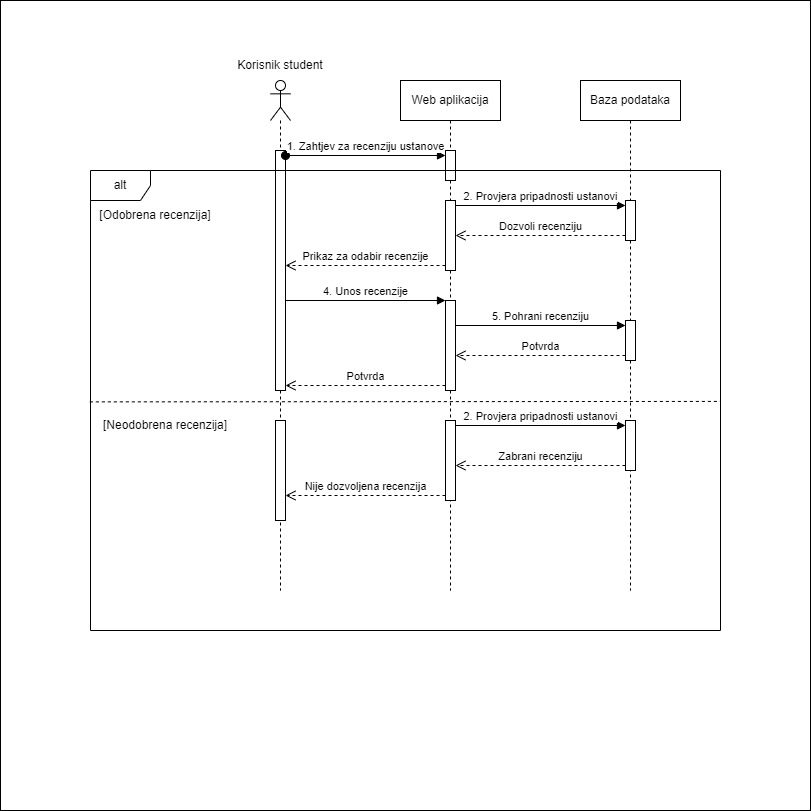 Korisnik student
Web aplikacija
Baza podataka
1. Zahtjev za recenziju ustanove
alt
[Odobrena recenzija]
2. Provjera pripadnosti ustanovi
Dozvoli recenziju
Prikaz za odabir recenzije
4. Unos recenzije
5. Pohrani recenziju
Potvrda
Potvrda
[Neodobrena recenzija]
2. Provjera pripadnosti ustanovi
Zabrani recenziju
Nije dozvoljena recenzija